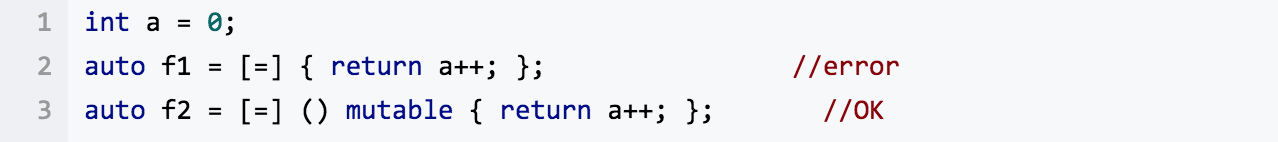 1 int a = 0;
2 auto f1 = [=] { return a++; }; //error
3 auto f2 = [=] () mutable { return a++; }; //OK